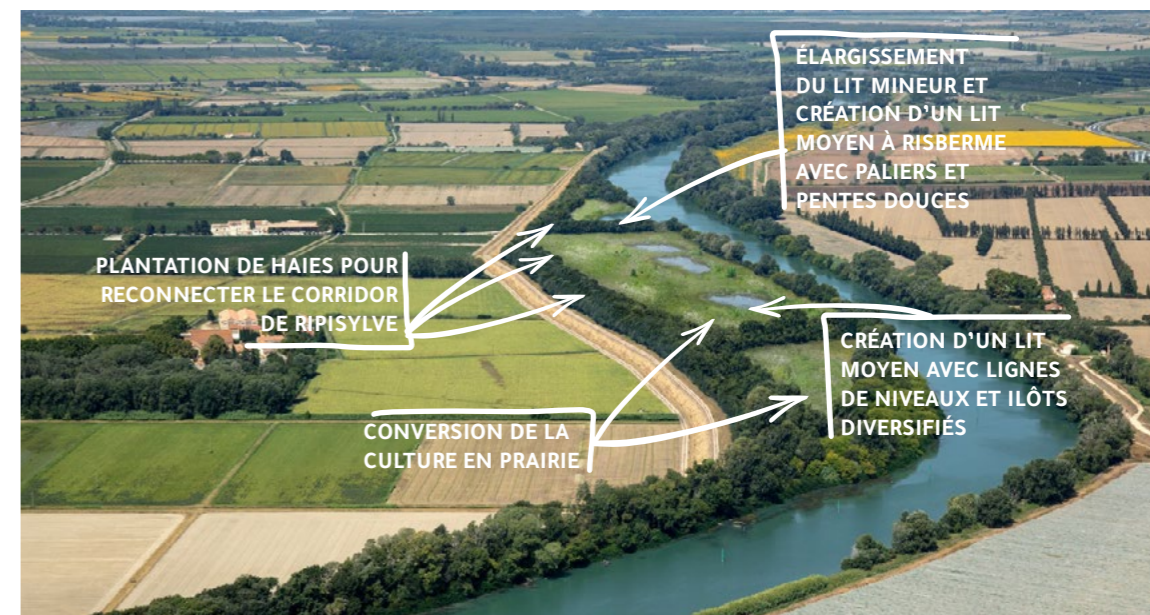 ÉLARGISSEMENT
DU LIT MINEUR ET
CRÉATION D'UN LIT
MOYEN À RISBERME
AVEC PALIERS ET
PENTES DOUCES
PLANTATION DE HAIES POUR
RECONNECTER LE CORRIDOR
DE RIPISYLVE
CRÉATION D'UN LIT
MOYEN AVEC LIGNES
DE NIVEAUX ET ILÔTS
DIVERSIFIÉS
CONVERSION DE LA
CULTURE EN PRAIRIE